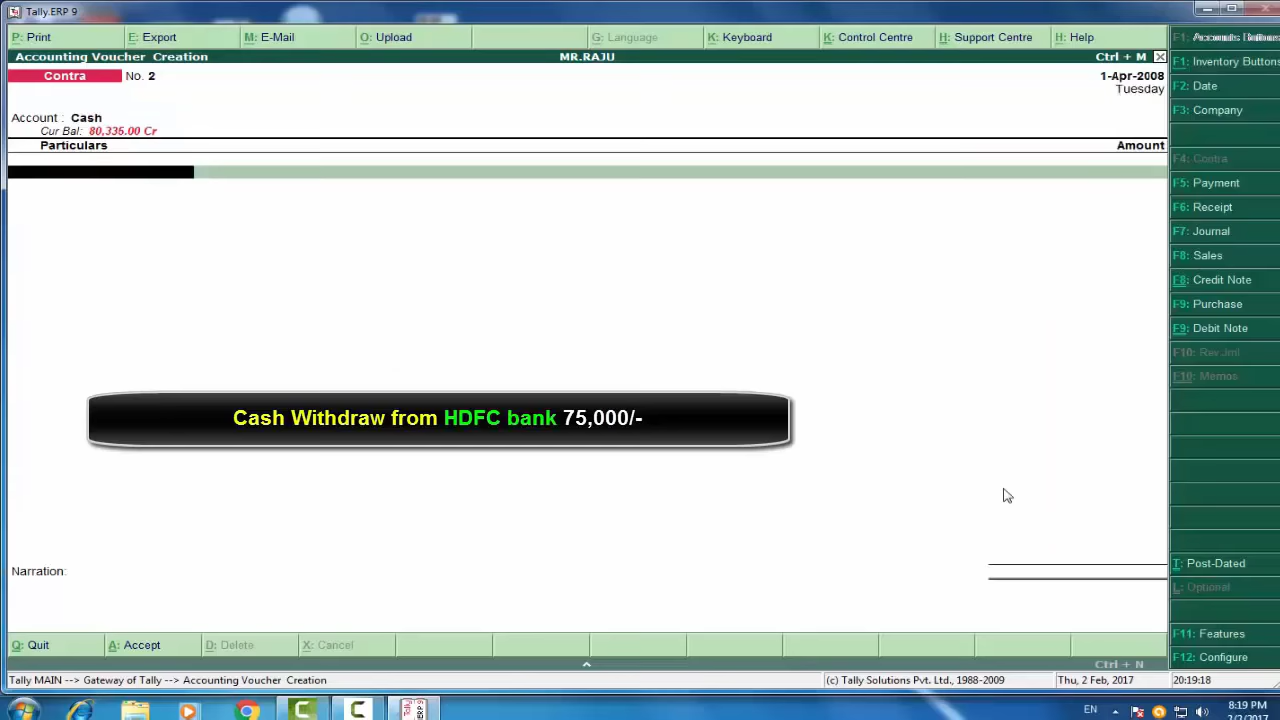 Tally.ERP 9
P: Print E: Export M: E-Mail O: Upload G: Language K: Keyboard K: Control Centre H: Support Centre H: Help
Accounting Voucher Creation MR.RAJU Ctrl + M
Contra No. 2 1-Apr-2008
Tuesday
Account : Cash
Cur Bal: 80,335.00 Cr
Particulars Amount
Cash Withdraw from HDFC bank 75,000/-
Narration:
F1: Inventory Buttons
F2: Date
F3: Company
F4: Contra
F5: Payment
F6: Receipt
F7: Journal
F8: Sales
F8: Credit Note
F9: Purchase
F9: Debit Note
F10: Rev Jrnl
F10: Memos
T: Post-Dated
L: Optional
F11: Features
F12: Configure
Q: Quit A: Accept D: Delete X: Cancel
Ctrl + N
Tally MAIN --> Gateway of Tally --> Accounting Voucher Creation (c) Tally Solutions Pvt. Ltd., 1988-2009 Thu, 2 Feb, 2017 20:19:18
EN 8:19 PM
2/2/2017